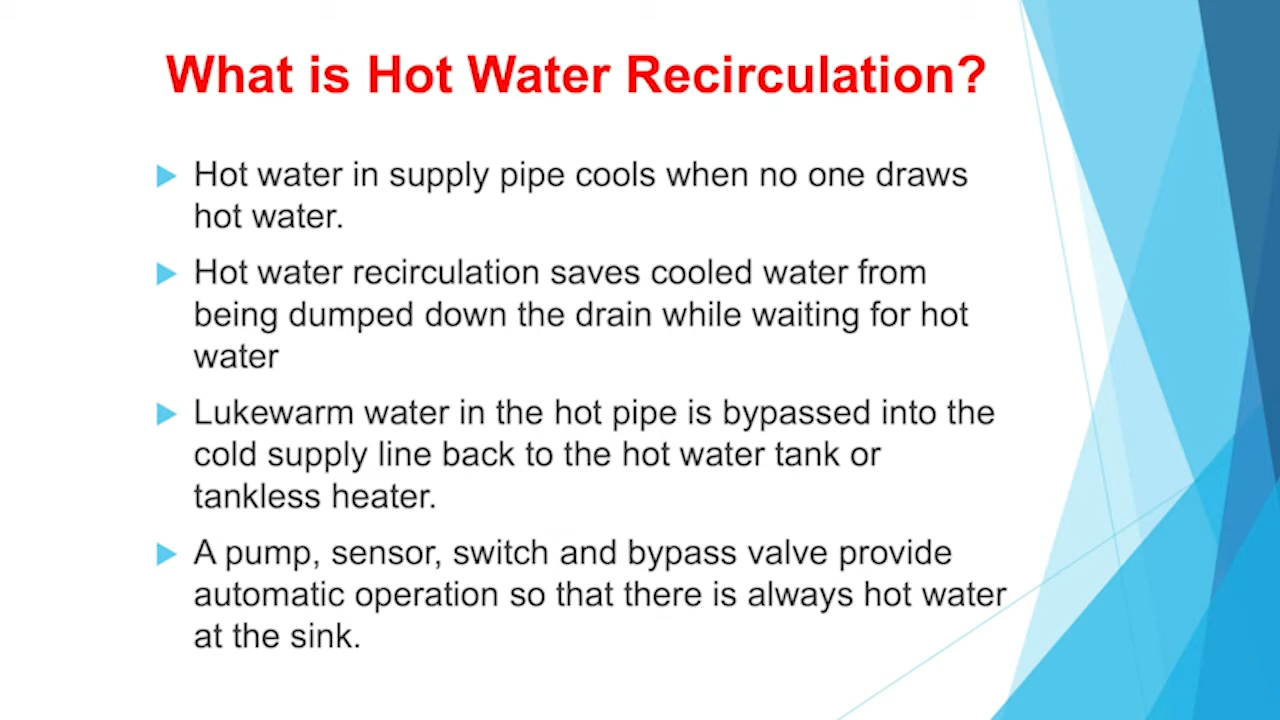 What is Hot Water Recirculation?
Hot water in supply pipe cools when no one draws
hot water.
Hot water recirculation saves cooled water from
being dumped down the drain while waiting for hot
water
Lukewarm water in the hot pipe is bypassed into the
cold supply line back to the hot water tank or
tankless heater.
A pump, sensor, switch and bypass valve provide
automatic operation so that there is always hot water
at the sink.